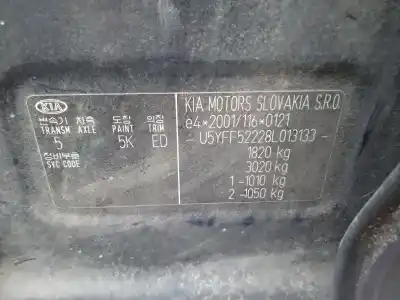 KIA
변속기 차축 도장 의장
TRANSM AXLE PAINT TRIM
5 5K ED
정비부품
SVC CODE
KIA MOTORS SLOVAKIA S.R.O.
e4*2001/116*0121
- U5YFF52228L013133 -
1820 kg
3020 kg
1 -1010 kg
2 -1050 kg